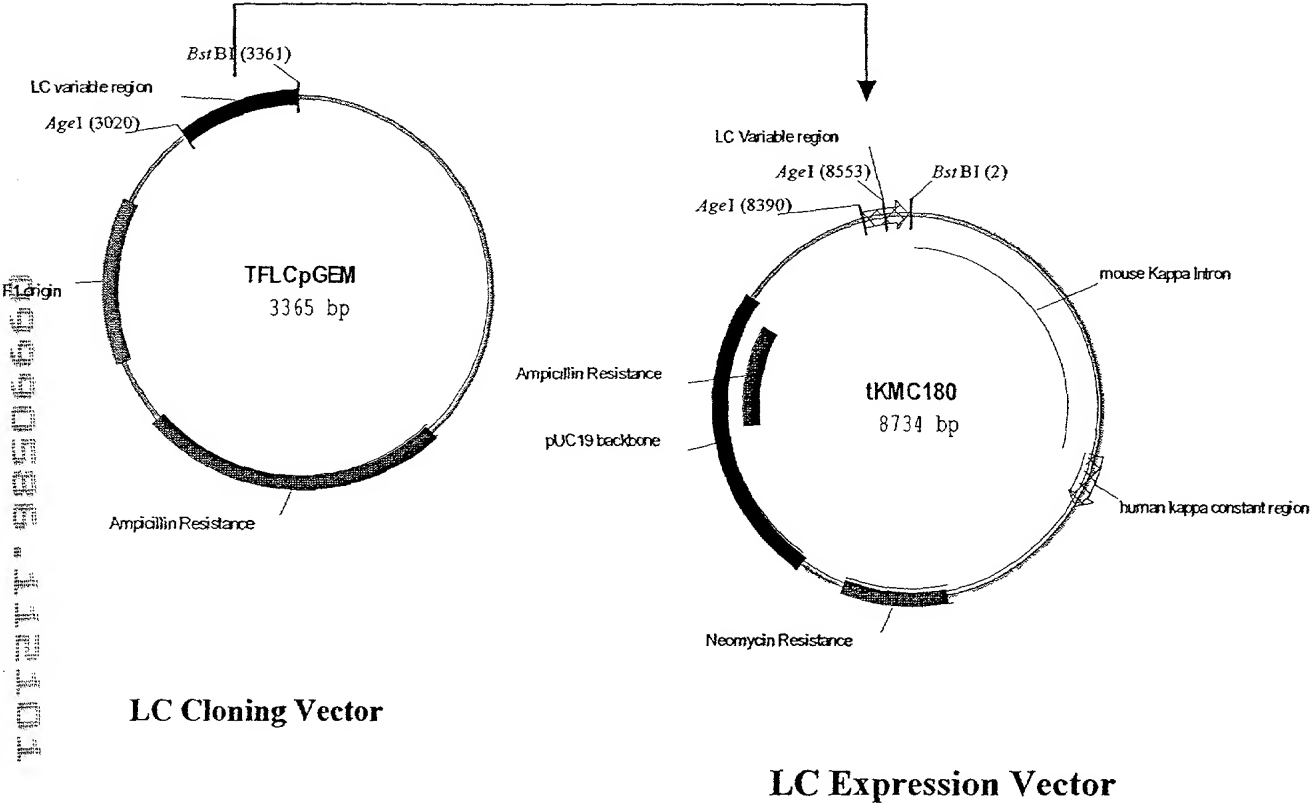 BstBI (3361)
LC variable region
AgeI (3020)
F1 origin
TFLCpGEM
3365 bp
Ampicillin Resistance
LC Cloning Vector
LC Variable region
AgeI (8553)
BstBI (2)
AgeI (8390)
mouse Kappa Intron
Ampicillin Resistance
tKMC180
8734 bp
pUC19 backbone
human kappa constant region
Neomycin Resistance
LC Expression Vector